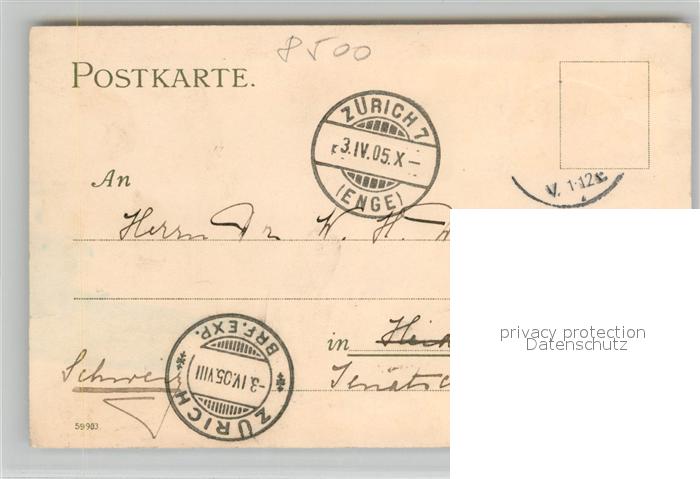 8500
POSTKARTE.
ZÜRICH 7
3.IV.05.X–
(ENGE)
V. 1-12
An
Herrn Dr W. H.
privacy protection
Datenschutz
in
ZÜRICH
-3.IV.05.VIII
BRF.EXP.
Schweiz
59903